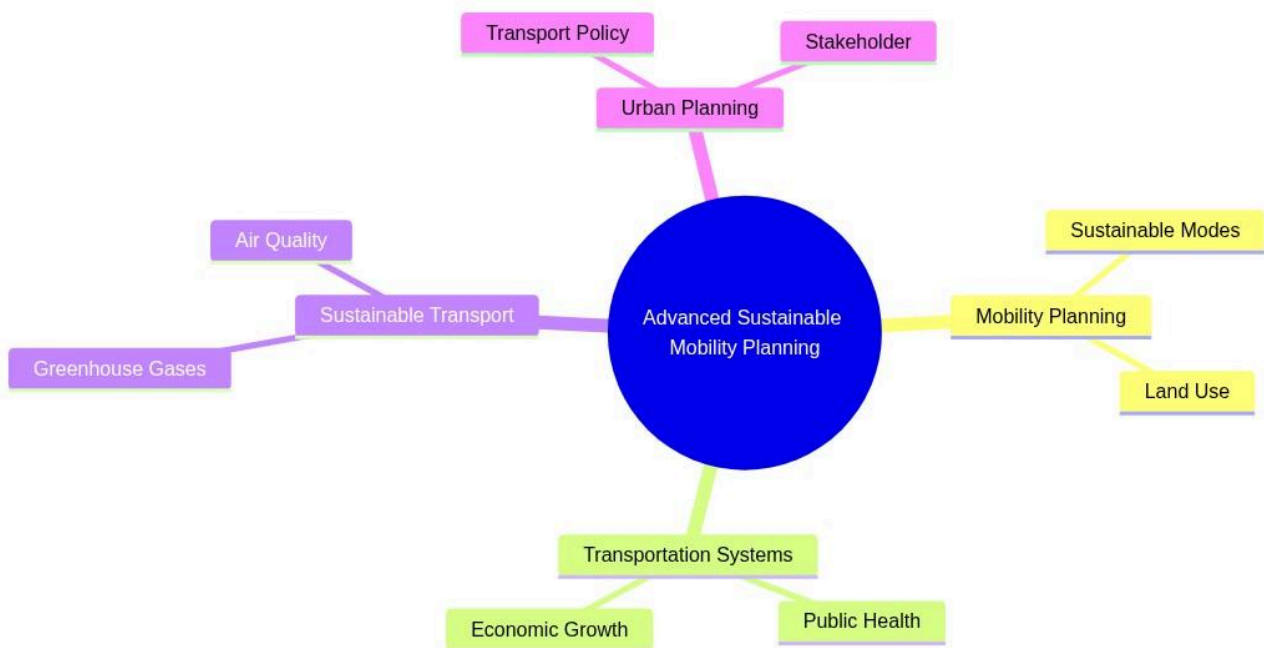 Transport Policy
Stakeholder
Urban Planning
Air Quality
Sustainable Modes
Sustainable Transport
Advanced Sustainable
Mobility Planning
Mobility Planning
Greenhouse Gases
Land Use
Transportation Systems
Economic Growth
Public Health